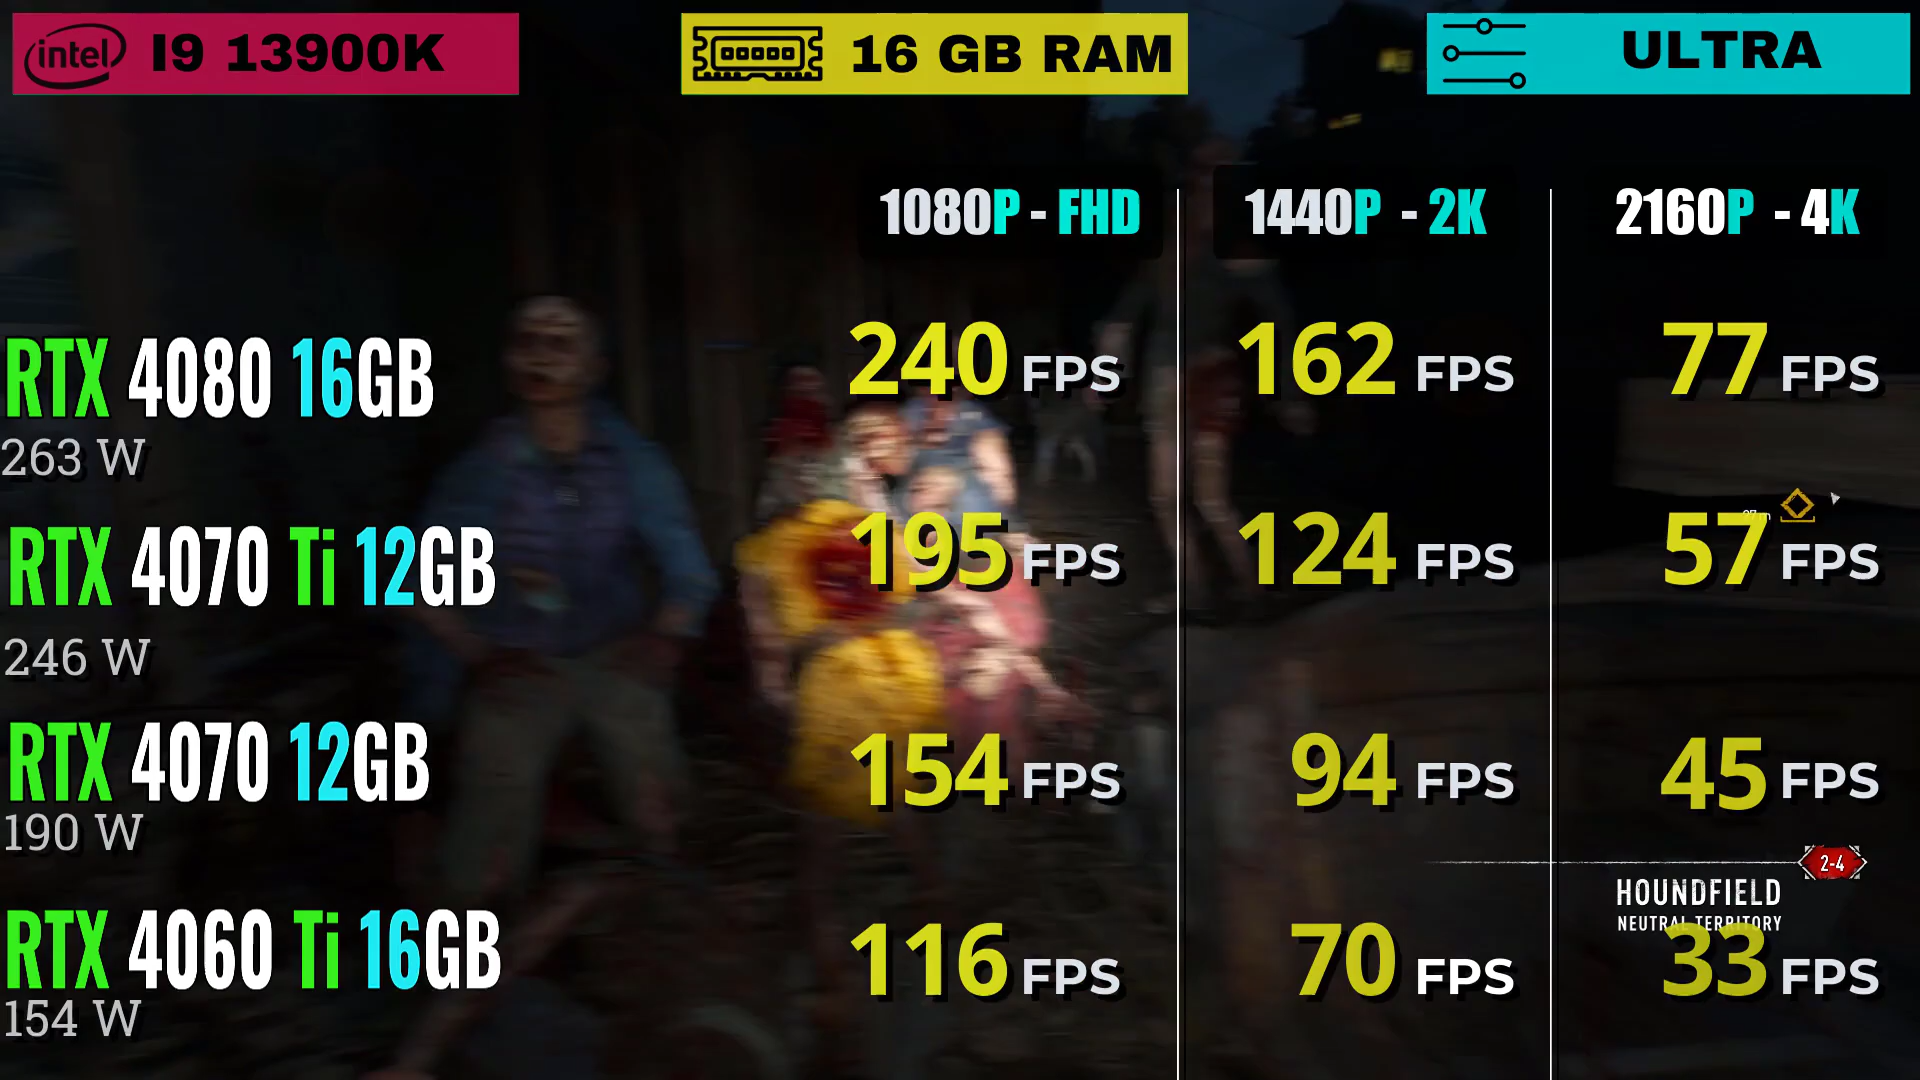 intel I9 13900K
16 GB RAM
ULTRA
1080P - FHD
1440P - 2K
2160P - 4K
RTX 4080 16GB
240 FPS
162 FPS
77 FPS
263 W
RTX 4070 Ti 12GB
195 FPS
124 FPS
57 FPS
246 W
RTX 4070 12GB
154 FPS
94 FPS
45 FPS
190 W
2-4
HOUNDFIELD
NEUTRAL TERRITORY
RTX 4060 Ti 16GB
116 FPS
70 FPS
33 FPS
154 W